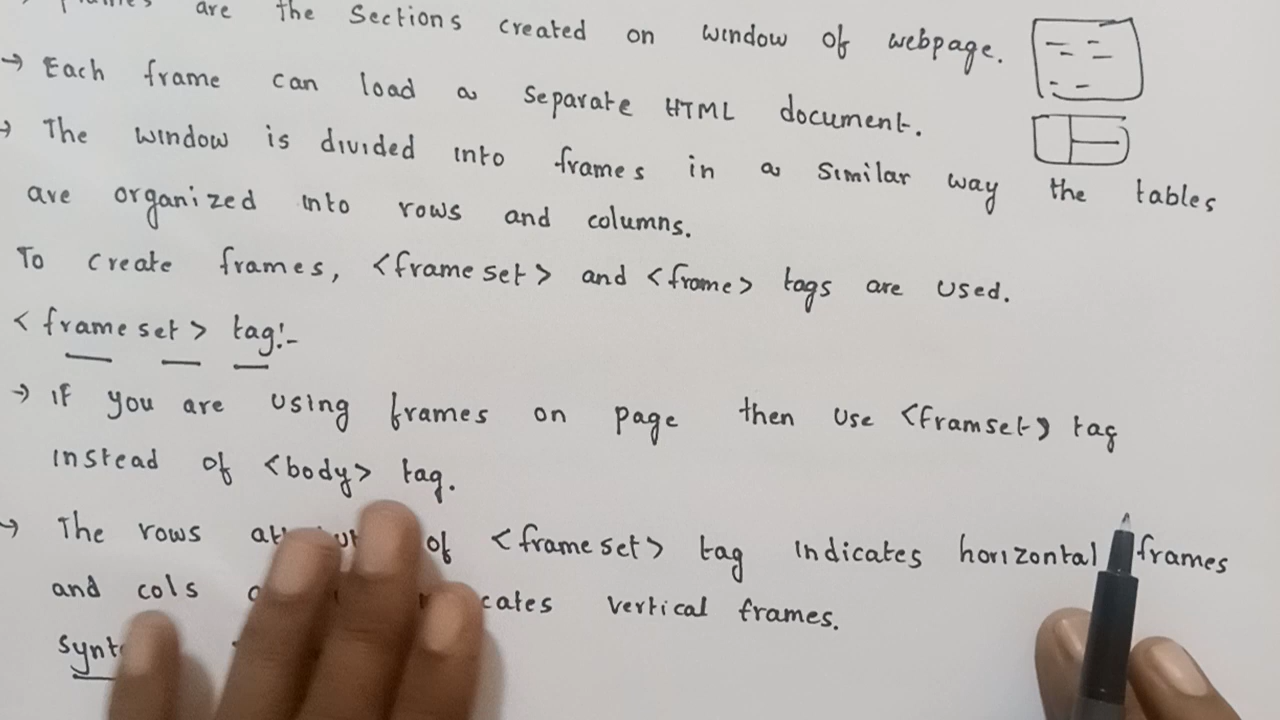 are the Sections created on window of webpage.
→ Each frame can load a separate HTML document.
→ The window is divided into frames in a similar way the tables
are organized into rows and columns.
To create frames, <frameset> and <frame> tags are used.
<frameset> tag:-
→ If you are using frames on page then use <framset> tag
instead of <body> tag.
→ The rows of <frameset> tag indicates horizontal frames
and cols vertical frames.